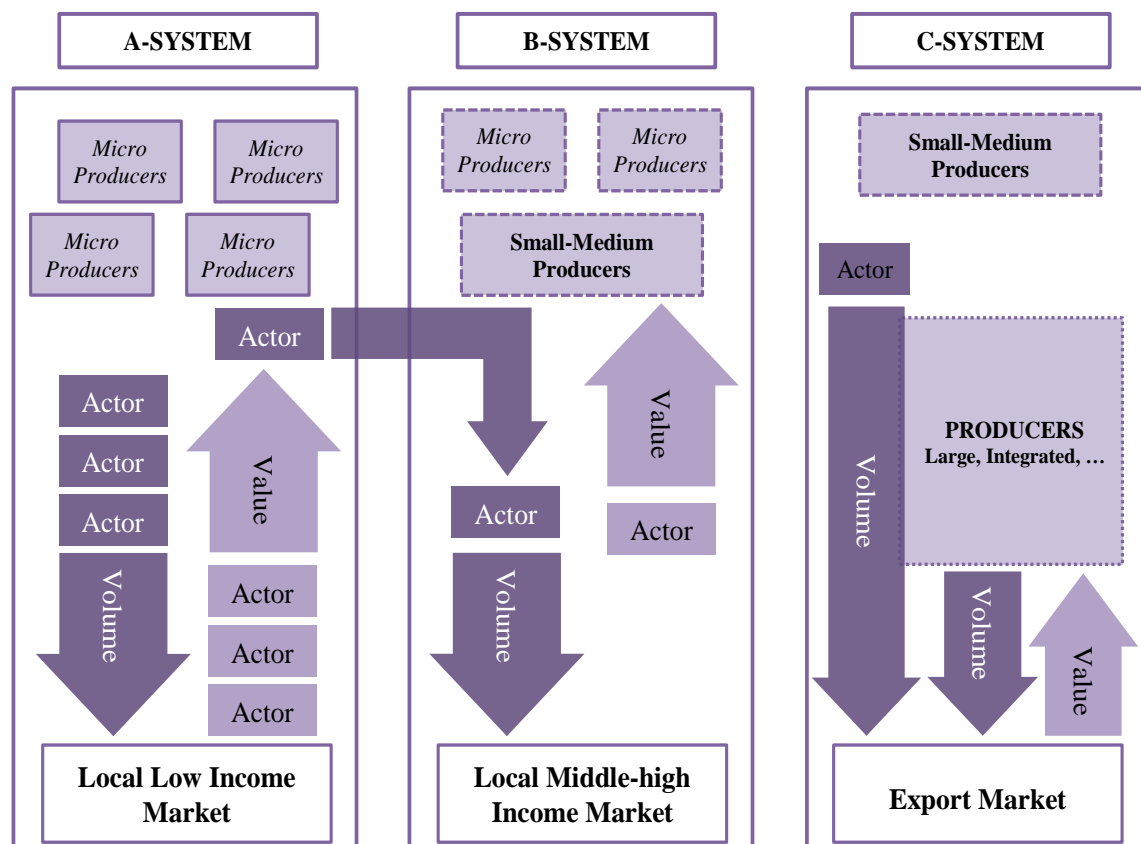 A-SYSTEM
Micro
Producers
Micro
Producers
Micro
Producers
Micro
Producers
Actor
Actor
Actor
Actor
Volume
Value
Actor
Actor
Actor
Local Low Income
Market
B-SYSTEM
Micro
Producers
Micro
Producers
Small-Medium
Producers
Actor
Volume
Value
Actor
Local Middle-high
Income Market
C-SYSTEM
Small-Medium
Producers
Actor
Volume
PRODUCERS
Large, Integrated, …
Volume
Value
Export Market